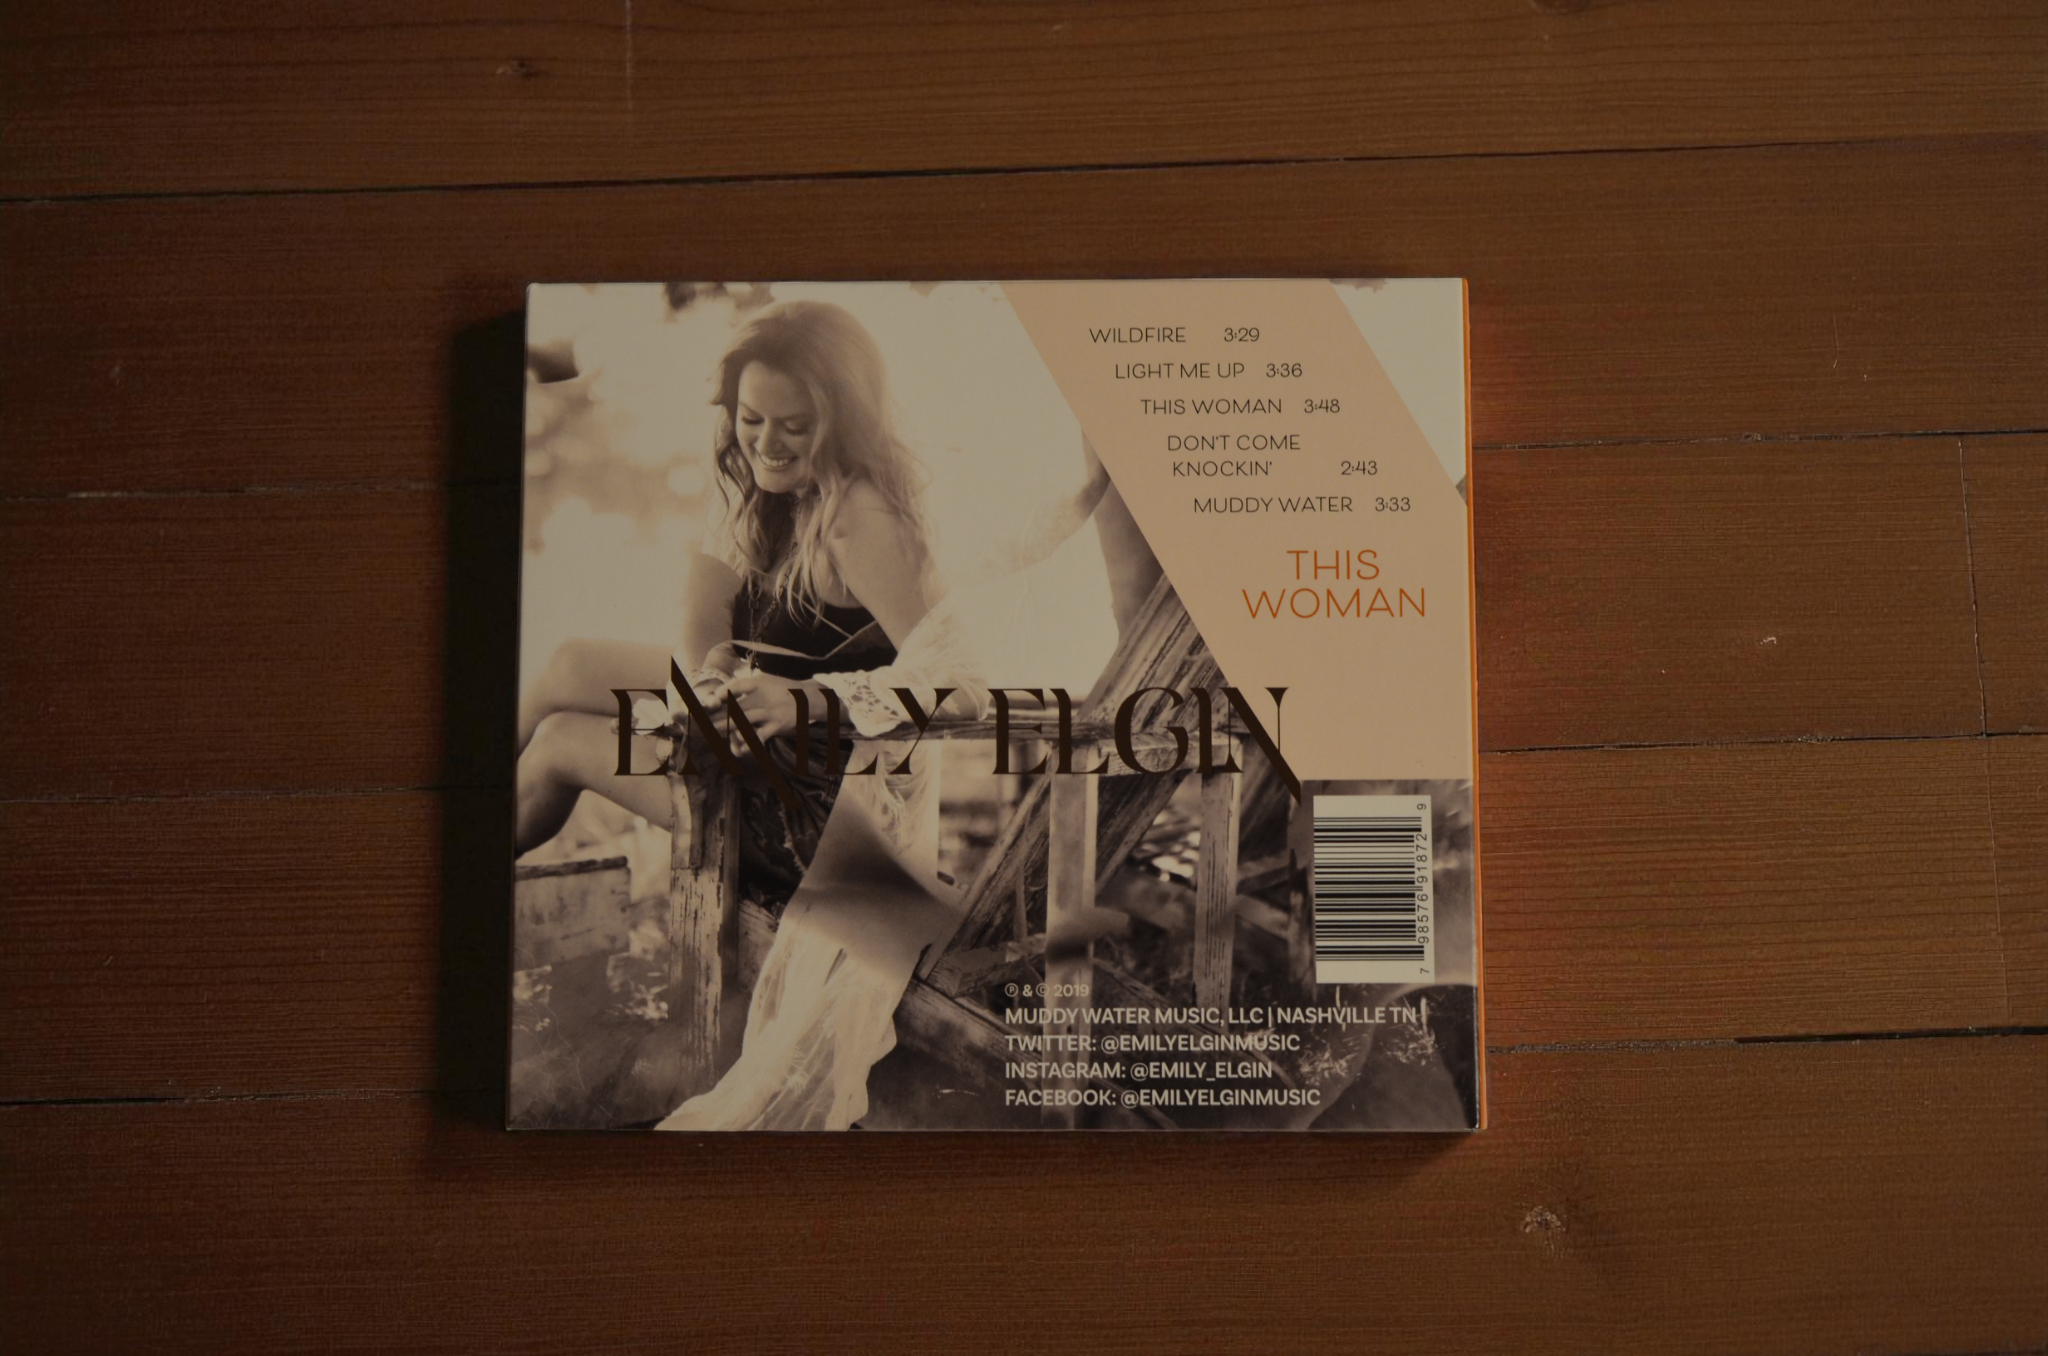 WILDFIRE 3:29
LIGHT ME UP 3:36
THIS WOMAN 3:48
DON'T COME
KNOCKIN' 2:43
MUDDY WATER 3:33
THIS
WOMAN
EMILY ELGIN
7 98576 91872 9
℗ & © 2019
MUDDY WATER MUSIC, LLC | NASHVILLE TN |
TWITTER: @EMILYELGINMUSIC
INSTAGRAM: @EMILY_ELGIN
FACEBOOK: @EMILYELGINMUSIC